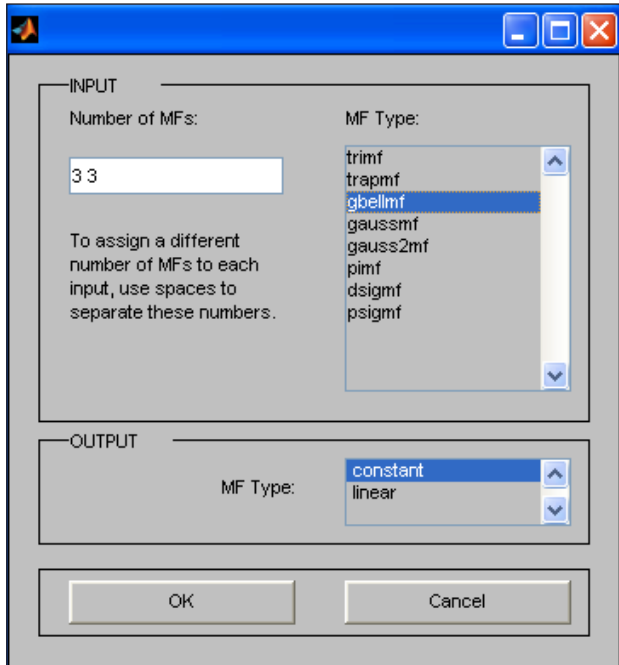 INPUT
Number of MFs:
3 3
To assign a different
number of MFs to each
input, use spaces to
separate these numbers.
MF Type:
trimf
trapmf
gbellmf
gaussmf
gauss2mf
pimf
dsigmf
psigmf
OUTPUT
MF Type:
constant
linear
OK
Cancel